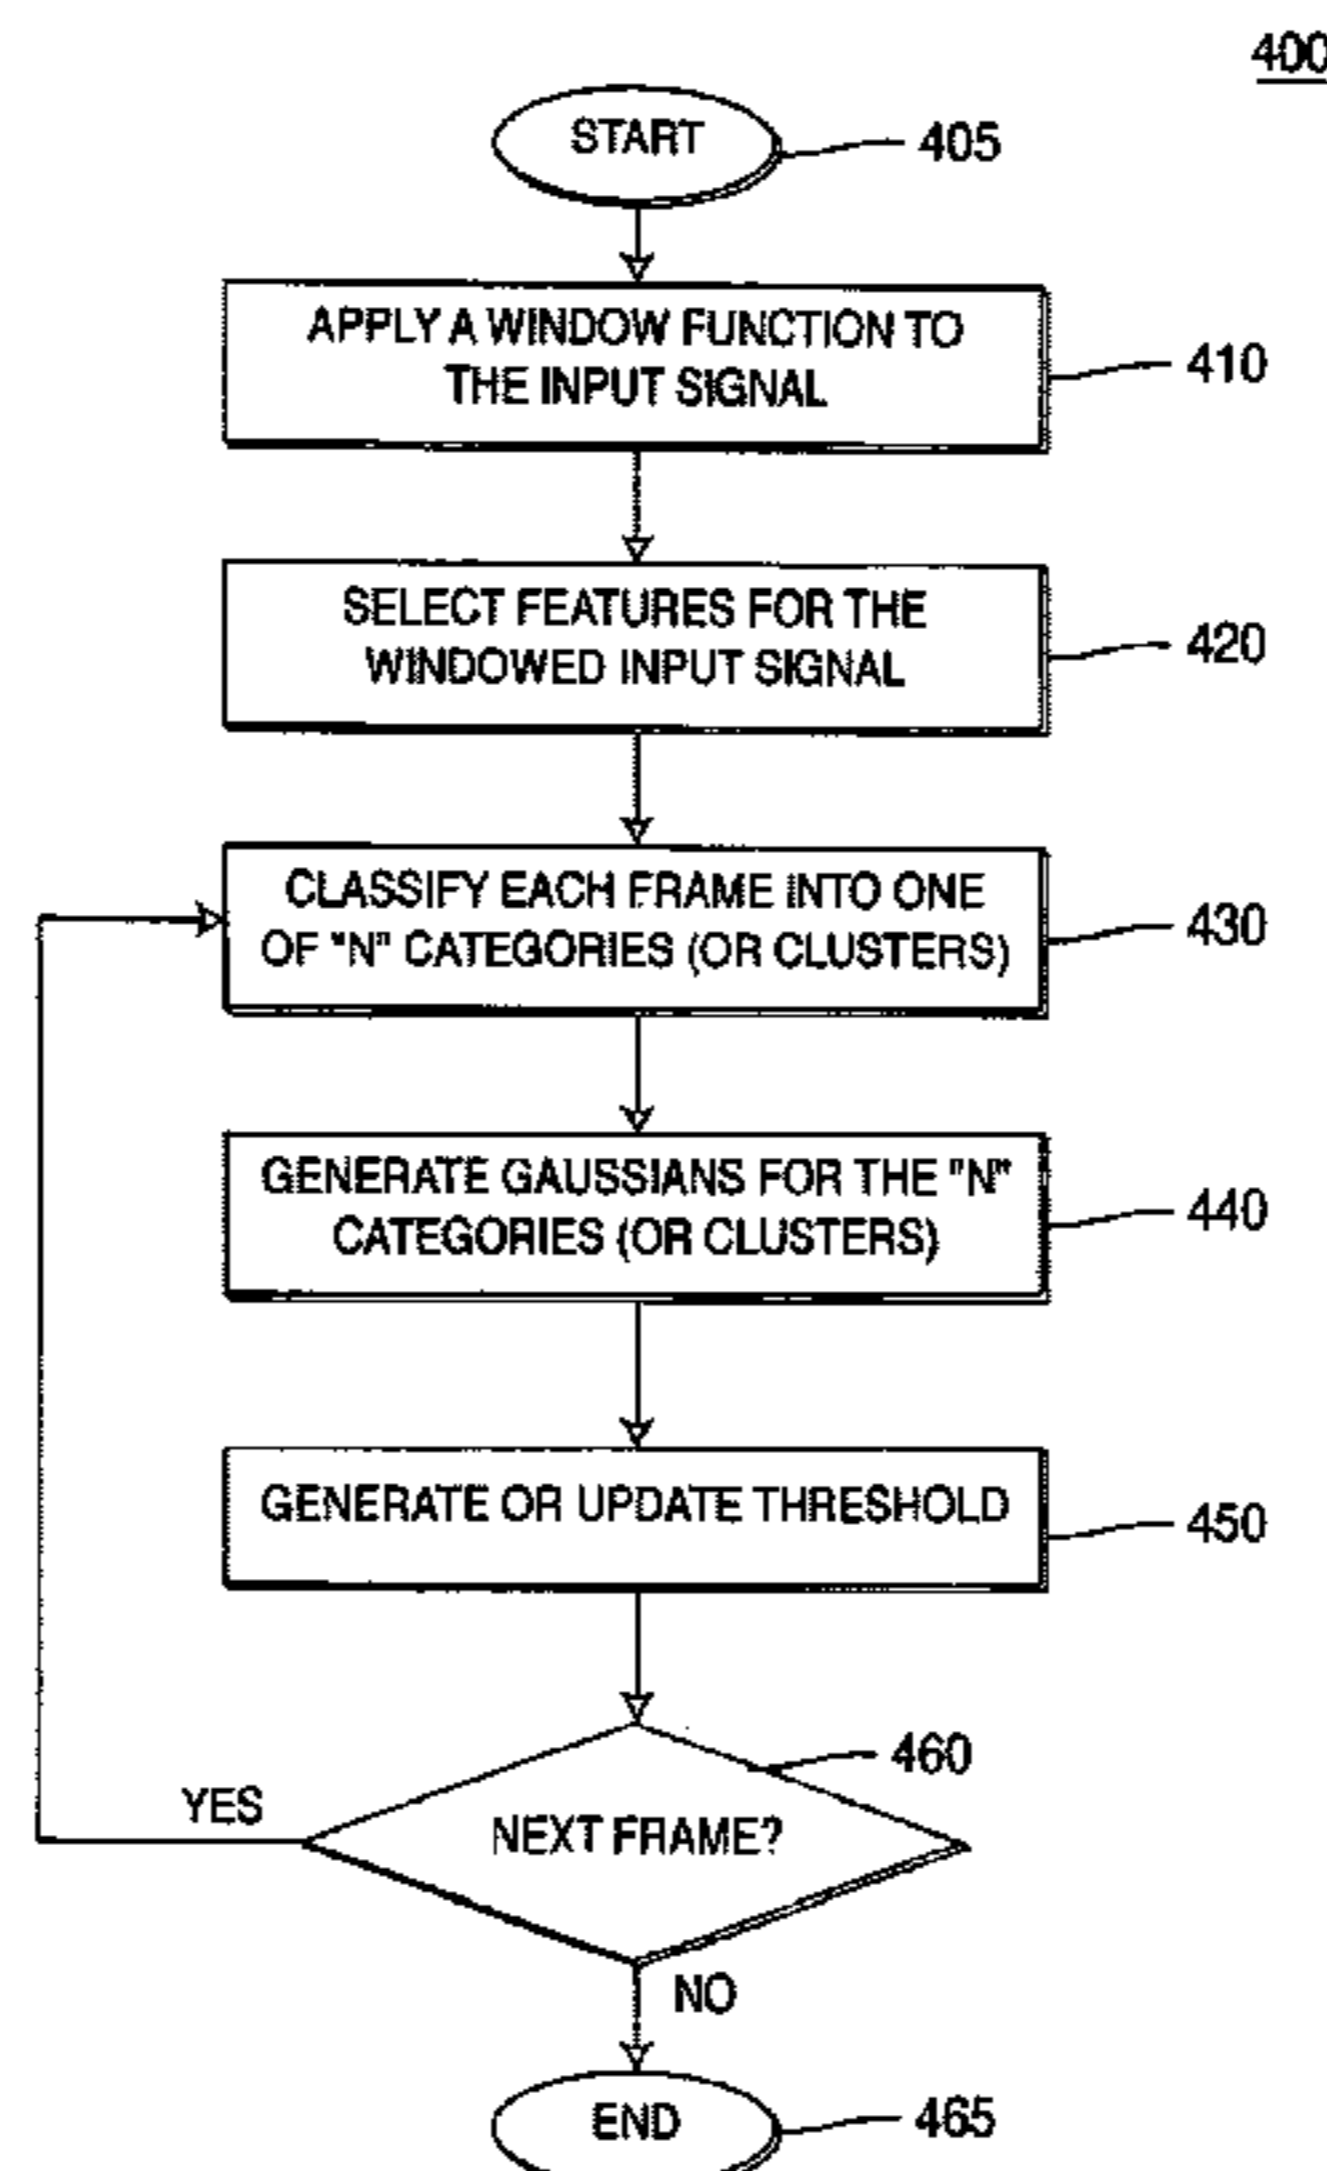 400
START
405
APPLY A WINDOW FUNCTION TO
THE INPUT SIGNAL
410
SELECT FEATURES FOR THE
WINDOWED INPUT SIGNAL
420
CLASSIFY EACH FRAME INTO ONE
OF "N" CATEGORIES (OR CLUSTERS)
430
GENERATE GAUSSIANS FOR THE "N"
CATEGORIES (OR CLUSTERS)
440
GENERATE OR UPDATE THRESHOLD
450
460
YES
NEXT FRAME?
NO
END
465